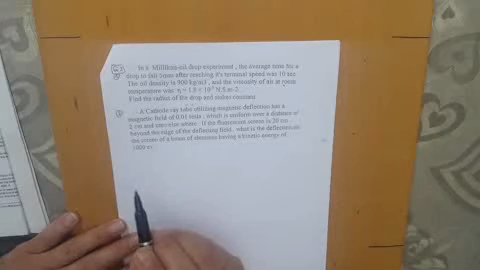 In a Millikan oil drop experiment , the average time for a
drop to fall 5mm after reaching it's terminal speed was 10 sec
The oil density is 900 kg/m3 , and the viscosity of air at room
temperature was η = 1.8 × 10⁻⁵ N.S.m-2.
Find the radius of the drop and stokes constant
. A Cathode ray tube utilizing magnetic deflection has a
magnetic field of 0.01 tesla , which is uniform over a distance of
2 cm and zero else where . If the fluorescent screen is 20 cm
beyond the edge of the deflecting field , what is the deflection on
the screen of a beam of electrons having a kinetic energy of
1000 ev